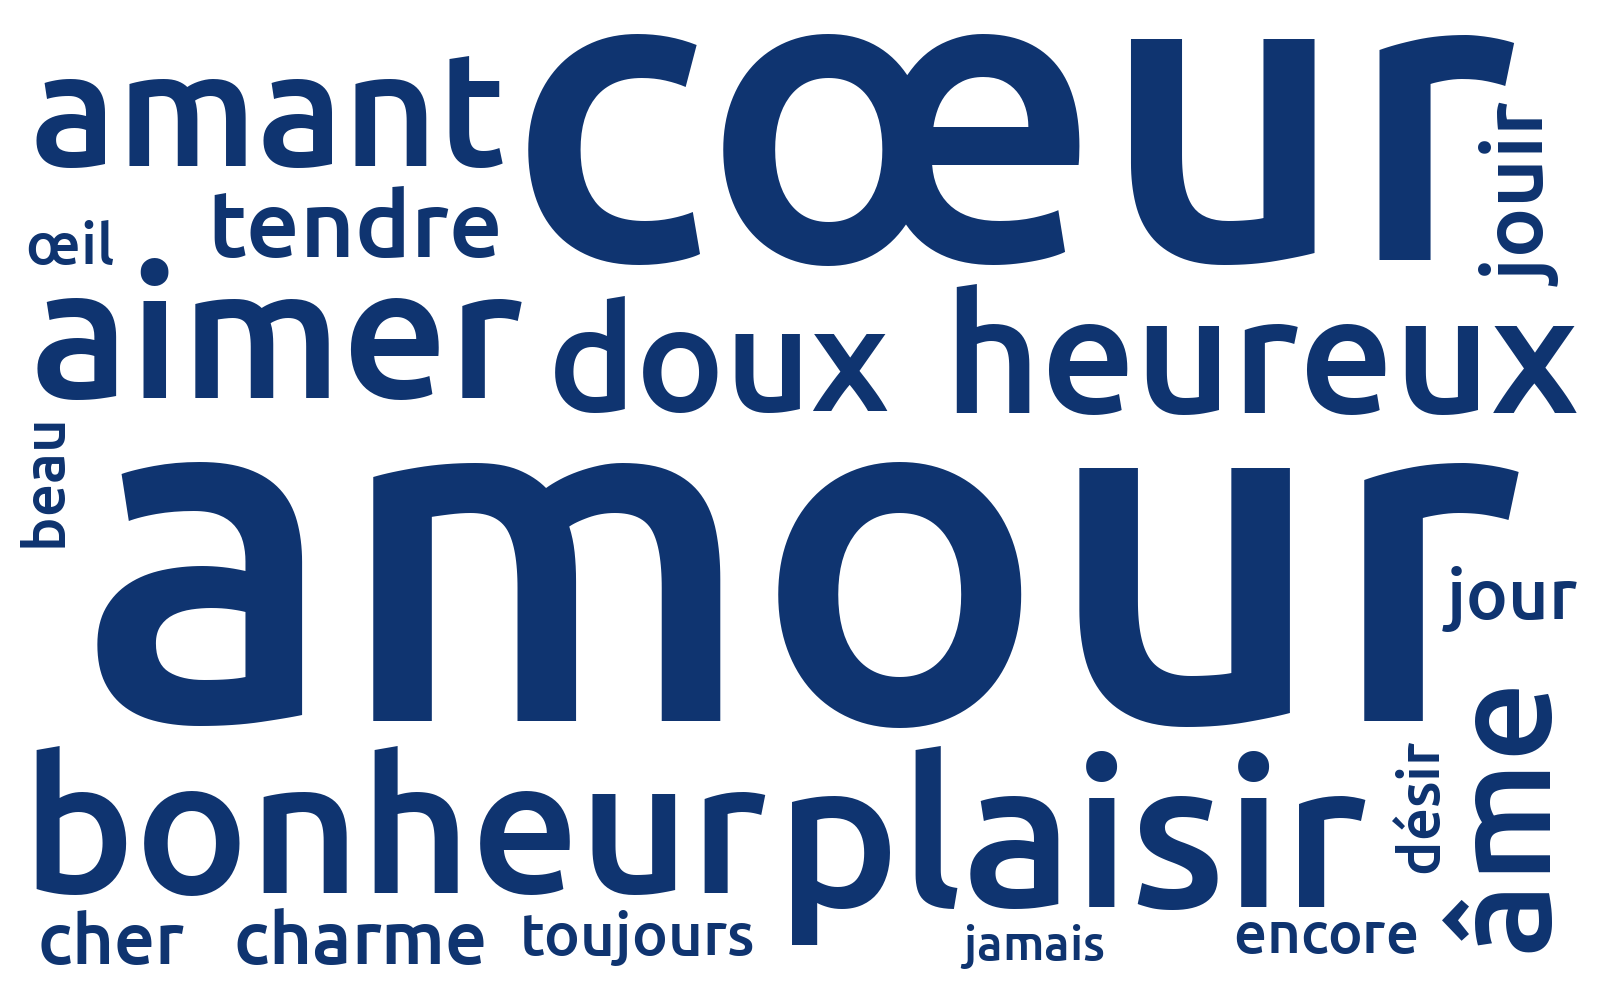 amant
cœur
jouir
œil
tendre
aimer
doux
heureux
beau
amour
jour
âme
bonheur
plaisir
désir
cher
charme
toujours
jamais
encore